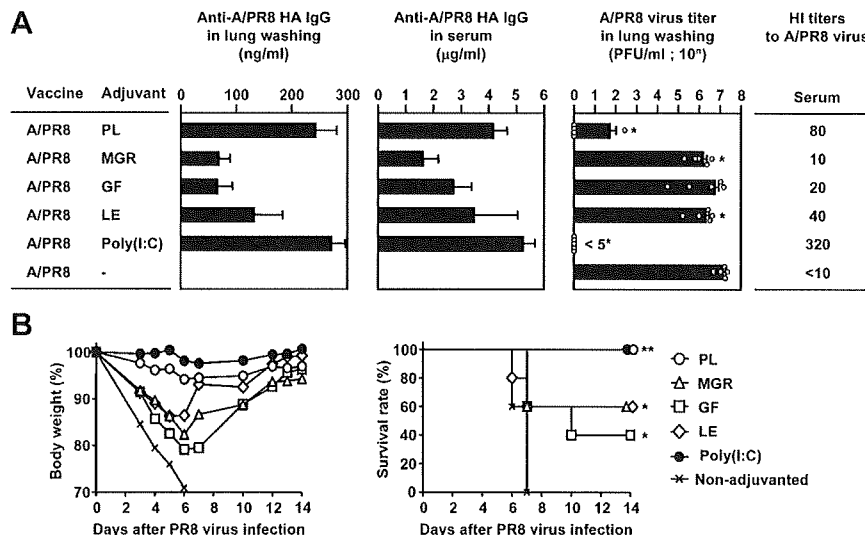 A
Anti-A/PR8 HA IgG in lung washing (ng/ml)
Anti-A/PR8 HA IgG in serum (μg/ml)
A/PR8 virus titer in lung washing (PFU/ml ; 10ⁿ)
HI titers to A/PR8 virus
Vaccine Adjuvant 0 100 200 300 0 1 2 3 4 5 6 0 1 2 3 4 5 6 7 8 Serum
A/PR8 PL * 80
A/PR8 MGR * 10
A/PR8 GF 20
A/PR8 LE * 40
A/PR8 Poly(I:C) < 5* 320
A/PR8 - <10
B
Body weight (%)
100
90
80
70
0 2 4 6 8 10 12 14
Days after PR8 virus infection
Survival rate (%)
100
80
60
40
20
0
0 2 4 6 8 10 12 14
Days after PR8 virus infection
**
*
*
PL
MGR
GF
LE
Poly(I:C)
Non-adjuvanted